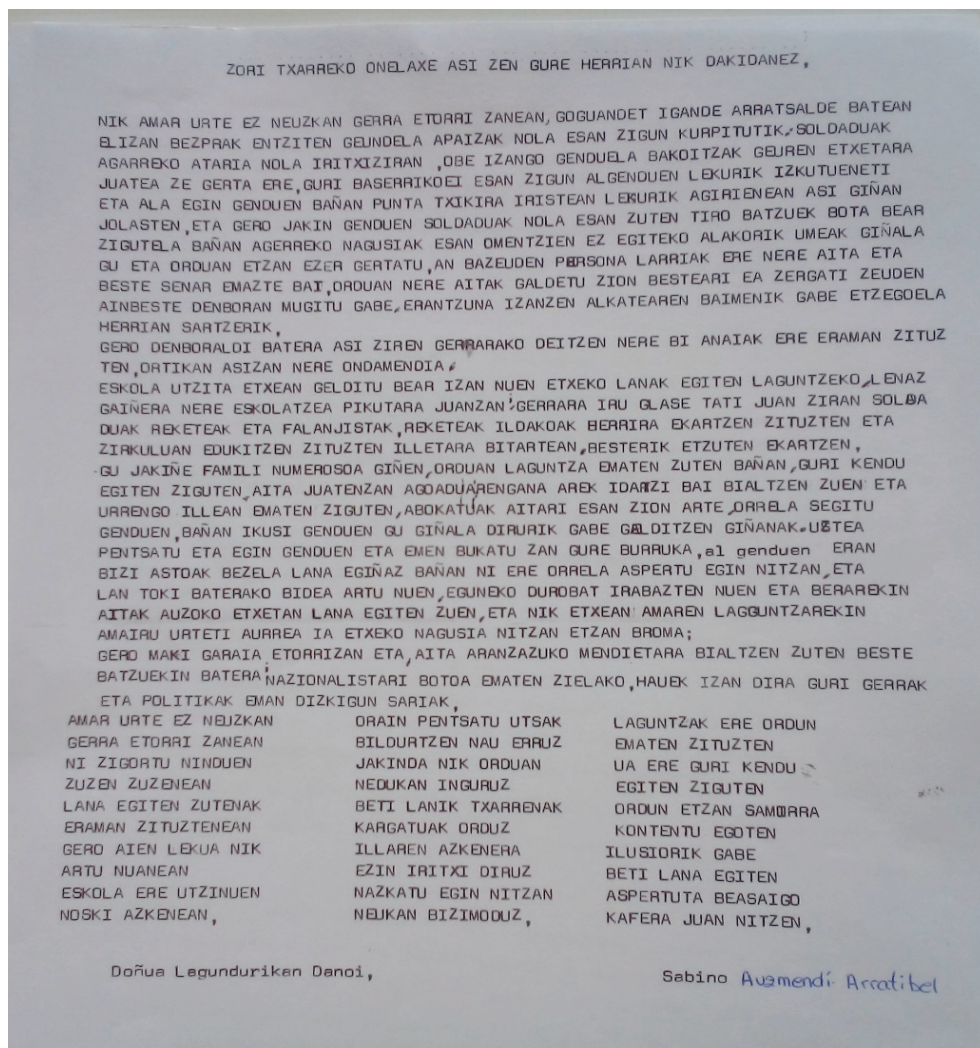 ZORI TXARREKO ONELAXE ASI ZEN GURE HERRIAN NIK DAKIDANEZ,
NIK AMAR URTE EZ NEUZKAN GERRA ETORRI ZANEAN, GOGUANDET IGANDE ARRATSALDE BATEAN
ELIZAN BEZPRAK ENTZITEN GEUNDELA APAIZAK NOLA ESAN ZIGUN KURPITUTIK, SOLDADUAK
AGARREKO ATARIA NOLA IRITXIZIRAN ,OBE IZANGO GENDUELA BAKOITZAK GEUREN ETXETARA
JUATEA ZE GERTA ERE, GURI BASERRIKOEI ESAN ZIGUN ALGENDUEN LEKURIK IZKUTUENETI
ETA ALA EGIN GENDUEN BAÑAN PUNTA TXIKIRA IRISTEAN LEKURIK AGIRIENEAN ASI GIÑAN
JOLASTEN, ETA GERO JAKIN GENDUEN SOLDADUAK NOLA ESAN ZUTEN TIRO BATZUEK BOTA BEAR
ZIGUTELA BAÑAN AGERREKO NAGUSIAK ESAN OMENTZIEN EZ EGITEKO ALAKORIK UMEAK GIÑALA
GU ETA ORDUAN ETZAN EZER GERTATU, AN BAZEUDEN PERSONA LARRIAK ERE NERE AITA ETA
BESTE SENAR EMAZTE BAT, ORDUAN NERE AITAK GALDETU ZION BESTEARI EA ZERGATI ZEUDEN
AINBESTE DENBORAN MUGITU GABE, ERANTZUNA IZANZEN ALKATEAREN BAIMENIK GABE ETZEGOELA
HERRIAN SARTZERIK,
GERO DENBORALDI BATERA ASI ZIREN GERRARAKO DEITZEN NERE BI ANAIAK ERE ERAMAN ZITUZ
TEN, ORTIKAN ASIZAN NERE ONDAMENDIA,
ESKOLA UTZITA ETXEAN GELDITU BEAR IZAN NUEN ETXEKO LANAK EGITEN LAGUNTZEKO, LENAZ
GAIÑERA NERE ESKOLATZEA PIKUTARA JUANZAN, GERRARA IRU GLASE TATI JUAN ZIRAN SOLDA
DUAK REKETEAK ETA FALANJISTAK, REKETEAK ILDAKOAK BERRIRA EKARTZEN ZITUZTEN ETA
ZIRKULUAN EDUKITZEN ZITUZTEN ILLETARA BITARTEAN, BESTERIK ETZUTEN EKARTZEN,
GU JAKIÑE FAMILI NUMEROSOA GIÑEN, ORDUAN LAGUNTZA EMATEN ZUTEN BAÑAN, GURI KENDU
EGITEN ZIGUTEN, AITA JUATENZAN AGOADUARENGANA AREK IDATZI BAI BIALTZEN ZUEN ETA
URRENGO ILLEAN EMATEN ZIGUTEN, ABOKATUAK AITARI ESAN ZION ARTE, ORRELA SEGITU
GENDUEN, BAÑAN IKUSI GENDUEN GU GIÑALA DIRURIK GABE GALDITZEN GIÑANAK. UZTEA
PENTSATU ETA EGIN GENDUEN ETA EMEN BUKATU ZAN GURE BURRUKA, al genduen ERAN
BIZI ASTOAK BEZELA LANA EGIÑAZ BAÑAN NI ERE ORRELA ASPERTU EGIN NITZAN, ETA
LAN TOKI BATERAKO BIDEA ARTU NUEN, EGUNEKO DUROBAT IRABAZTEN NUEN ETA BERAREKIN
AITAK AUZOKO ETXETAN LANA EGITEN ZUEN, ETA NIK ETXEAN AMAREN LAGGUNTZAREKIN
AMAIRU URTETI AURREA IA ETXEKO NAGUSIA NITZAN ETZAN BROMA;
GERO MAKI GARAIA ETORRIZAN ETA, AITA ARANZAZUKO MENDIETARA BIALTZEN ZUTEN BESTE
BATZUEKIN BATERA, NAZIONALISTARI BOTOA EMATEN ZIELAKO, HAUEK IZAN DIRA GURI GERRAK
ETA POLITIKAK EMAN DIZKIGUN SARIAK,
AMAR URTE EZ NEUZKAN
GERRA ETORRI ZANEAN
NI ZIGORTU NINDUEN
ZUZEN ZUZENEAN
LANA EGITEN ZUTENAK
ERAMAN ZITUZTENEAN
GERO AIEN LEKUA NIK
ARTU NUANEAN
ESKOLA ERE UTZINUEN
NOSKI AZKENEAN,
ORAIN PENTSATU UTSAK
BILDURTZEN NAU ERRUZ
JAKINDA NIK ORDUAN
NEDUKAN INGURUZ
BETI LANIK TXARRENAK
KARGATUAK ORDUZ
ILLAREN AZKENERA
EZIN IRITXI DIRUZ
NAZKATU EGIN NITZAN
NEUKAN BIZIMODUZ,
LAGUNTZAK ERE ORDUN
EMATEN ZITUZTEN
UA ERE GURI KENDU
EGITEN ZIGUTEN
ORDUN ETZAN SAMORRA
KONTENTU EGOTEN
ILUSIORIK GABE
BETI LANA EGITEN
ASPERTUTA BEASAIGO
KAFERA JUAN NITZEN,
Doñua Lagundurikan Danoi,
Sabino Augmendi Arratibel